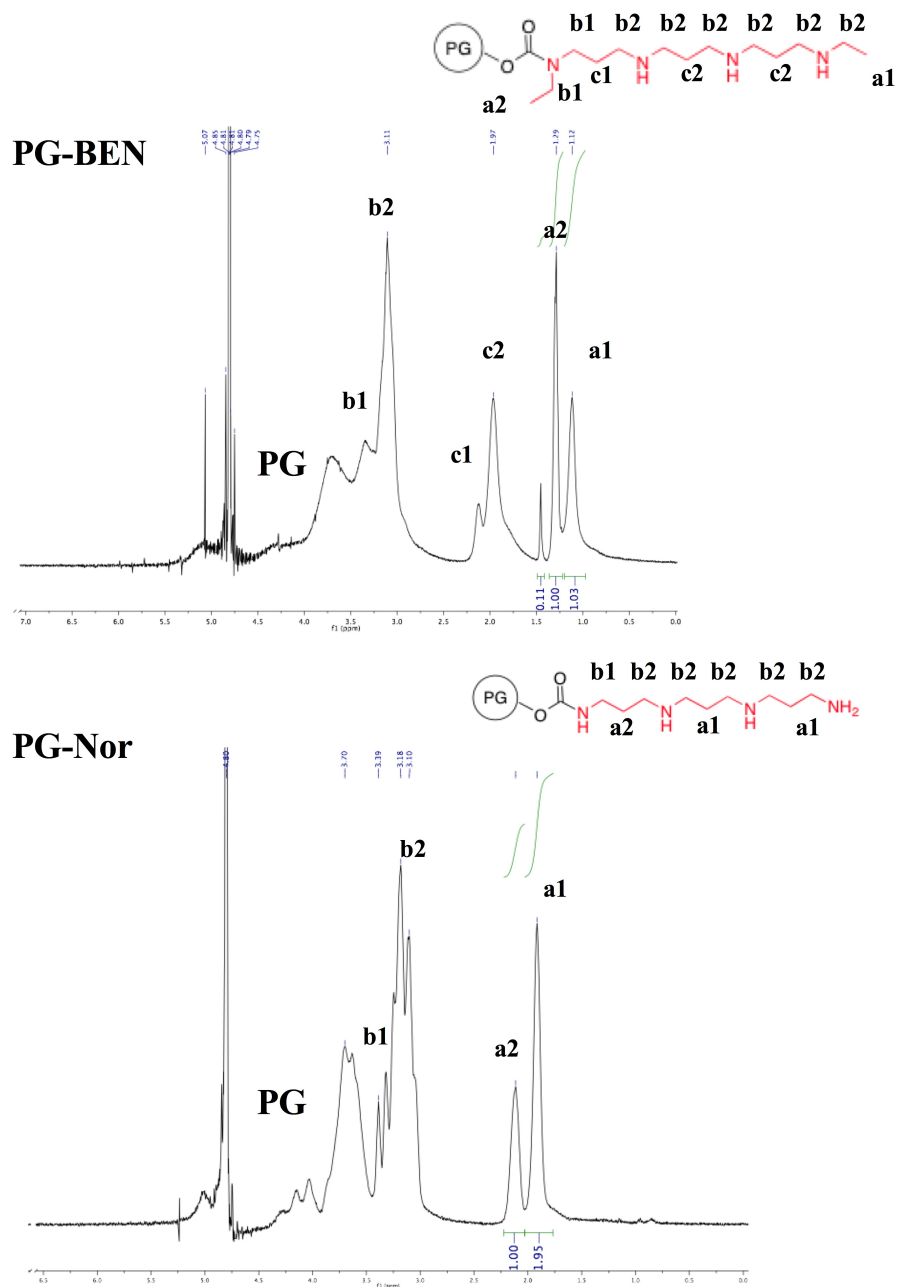 b1 b2 b2 b2 b2 b2 b2
PG
O
O
N
N
H
N
H
N
H
b1
c1
c2
c2
a1
a2
PG-BEN
5.07
4.85
4.81
4.81
4.80
4.79
4.75
3.11
1.97
1.29
1.12
b2
a2
c2
a1
b1
c1
PG
0.11
1.00
1.03
7.0 6.5 6.0 5.5 5.0 4.5 4.0 3.5 3.0 2.5 2.0 1.5 1.0 0.5 0.0
f1 (ppm)
b1 b2 b2 b2 b2 b2
PG
O
O
NH
N
H
N
H
NH2
a2 a1 a1
PG-Nor
4.80
3.70
3.39
3.18
3.10
b2
a1
b1
a2
PG
1.00
1.95
6.5 6.0 5.5 5.0 4.5 4.0 3.5 3.0 2.5 2.0 1.5 1.0 0.5 0.0
f1 (ppm)